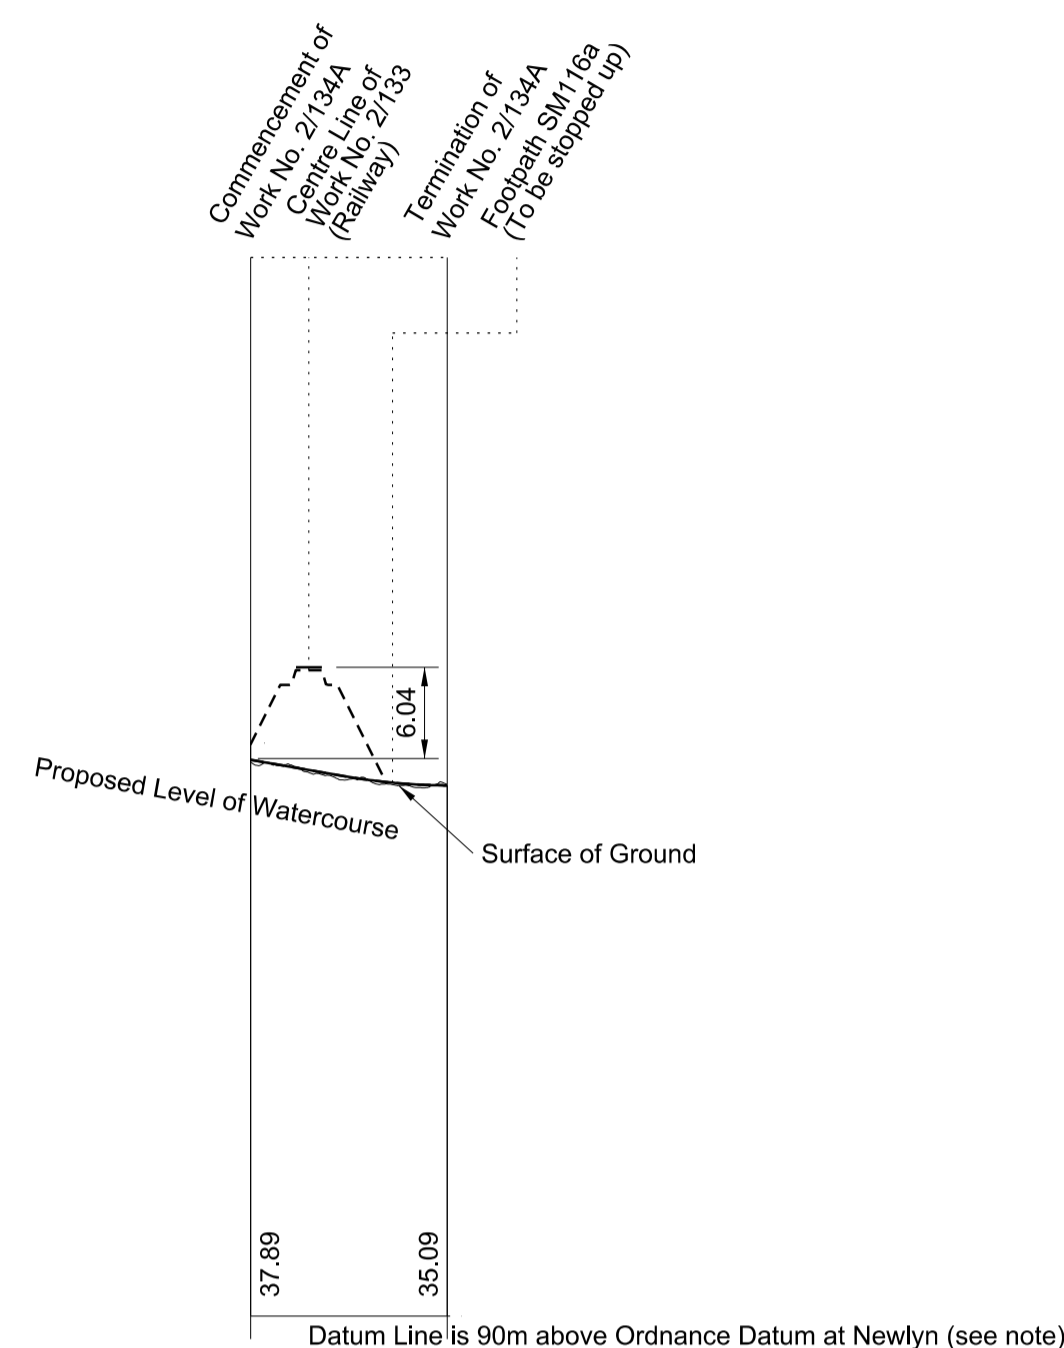 Commencement of
Work No. 2/134A
Centre Line of
Work No. 2/133
(Railway)
Termination of
Work No. 2/134A
Footpath SM116a
(To be stopped up)
6.04
Proposed Level of Watercourse
Surface of Ground
37.89
35.09
Datum Line is 90m above Ordnance Datum at Newlyn (see note)